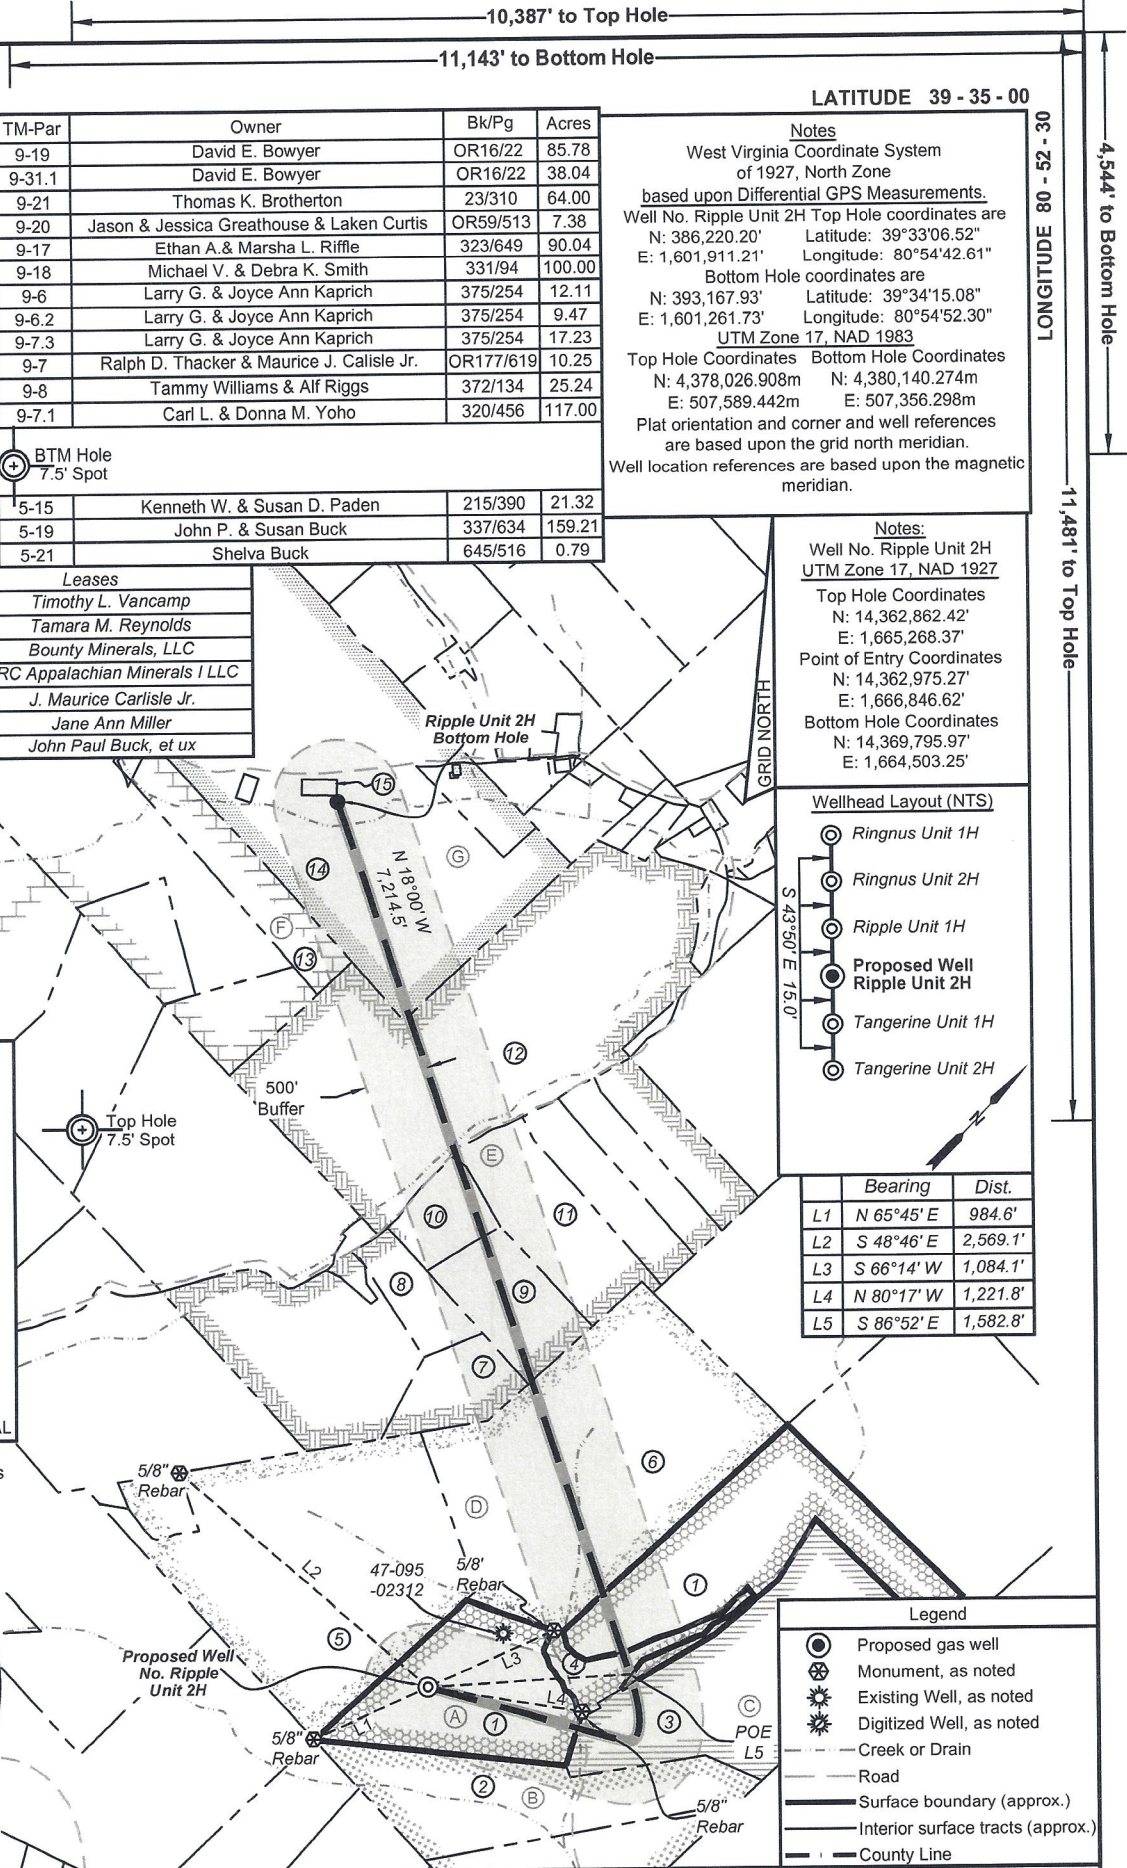 10,387' to Top Hole
11,143' to Bottom Hole
LATITUDE 39 - 35 - 00
LONGITUDE 80 - 52 - 30
4,544' to Bottom Hole
11,481' to Top Hole
TM-Par Owner Bk/Pg Acres
9-19 David E. Bowyer OR16/22 85.78
9-31.1 David E. Bowyer OR16/22 38.04
9-21 Thomas K. Brotherton 23/310 64.00
9-20 Jason & Jessica Greathouse & Laken Curtis OR59/513 7.38
9-17 Ethan A.& Marsha L. Riffle 323/649 90.04
9-18 Michael V. & Debra K. Smith 331/94 100.00
9-6 Larry G. & Joyce Ann Kaprich 375/254 12.11
9-6.2 Larry G. & Joyce Ann Kaprich 375/254 9.47
9-7.3 Larry G. & Joyce Ann Kaprich 375/254 17.23
9-7 Ralph D. Thacker & Maurice J. Calisle Jr. OR177/619 10.25
9-8 Tammy Williams & Alf Riggs 372/134 25.24
9-7.1 Carl L. & Donna M. Yoho 320/456 117.00
BTM Hole
7.5' Spot
5-15 Kenneth W. & Susan D. Paden 215/390 21.32
5-19 John P. & Susan Buck 337/634 159.21
5-21 Shelva Buck 645/516 0.79
Leases
Timothy L. Vancamp
Tamara M. Reynolds
Bounty Minerals, LLC
RC Appalachian Minerals I LLC
J. Maurice Carlisle Jr.
Jane Ann Miller
John Paul Buck, et ux
Notes
West Virginia Coordinate System
of 1927, North Zone
based upon Differential GPS Measurements.
Well No. Ripple Unit 2H Top Hole coordinates are
N: 386,220.20' Latitude: 39°33'06.52"
E: 1,601,911.21' Longitude: 80°54'42.61"
Bottom Hole coordinates are
N: 393,167.93' Latitude: 39°34'15.08"
E: 1,601,261.73' Longitude: 80°54'52.30"
UTM Zone 17, NAD 1983
Top Hole Coordinates Bottom Hole Coordinates
N: 4,378,026.908m N: 4,380,140.274m
E: 507,589.442m E: 507,356.298m
Plat orientation and corner and well references
are based upon the grid north meridian.
Well location references are based upon the magnetic
meridian.
Notes:
Well No. Ripple Unit 2H
UTM Zone 17, NAD 1927
Top Hole Coordinates
N: 14,362,862.42'
E: 1,665,268.37'
Point of Entry Coordinates
N: 14,362,975.27'
E: 1,666,846.62'
Bottom Hole Coordinates
N: 14,369,795.97'
E: 1,664,503.25'
GRID NORTH
Wellhead Layout (NTS)
Ringnus Unit 1H
Ringnus Unit 2H
Ripple Unit 1H
Proposed Well
Ripple Unit 2H
Tangerine Unit 1H
Tangerine Unit 2H
S 43°50' E 15.0'
N
Bearing Dist.
L1 N 65°45' E 984.6'
L2 S 48°46' E 2,569.1'
L3 S 66°14' W 1,084.1'
L4 N 80°17' W 1,221.8'
L5 S 86°52' E 1,582.8'
Ripple Unit 2H
Bottom Hole
15
14
N 18°00' W
7,214.5'
G
F
13
12
500'
Buffer
Top Hole
7.5' Spot
E
10
11
8
9
7
6
5/8"
Rebar
D
L2
47-095
-02312
5/8'
Rebar
1
5
Proposed Well
No. Ripple
Unit 2H
L3
4
L4
L1
A
1
3
C
POE
L5
5/8"
Rebar
2
B
5/8"
Rebar
Legend
Proposed gas well
Monument, as noted
Existing Well, as noted
Digitized Well, as noted
Creek or Drain
Road
Surface boundary (approx.)
Interior surface tracts (approx.)
County Line